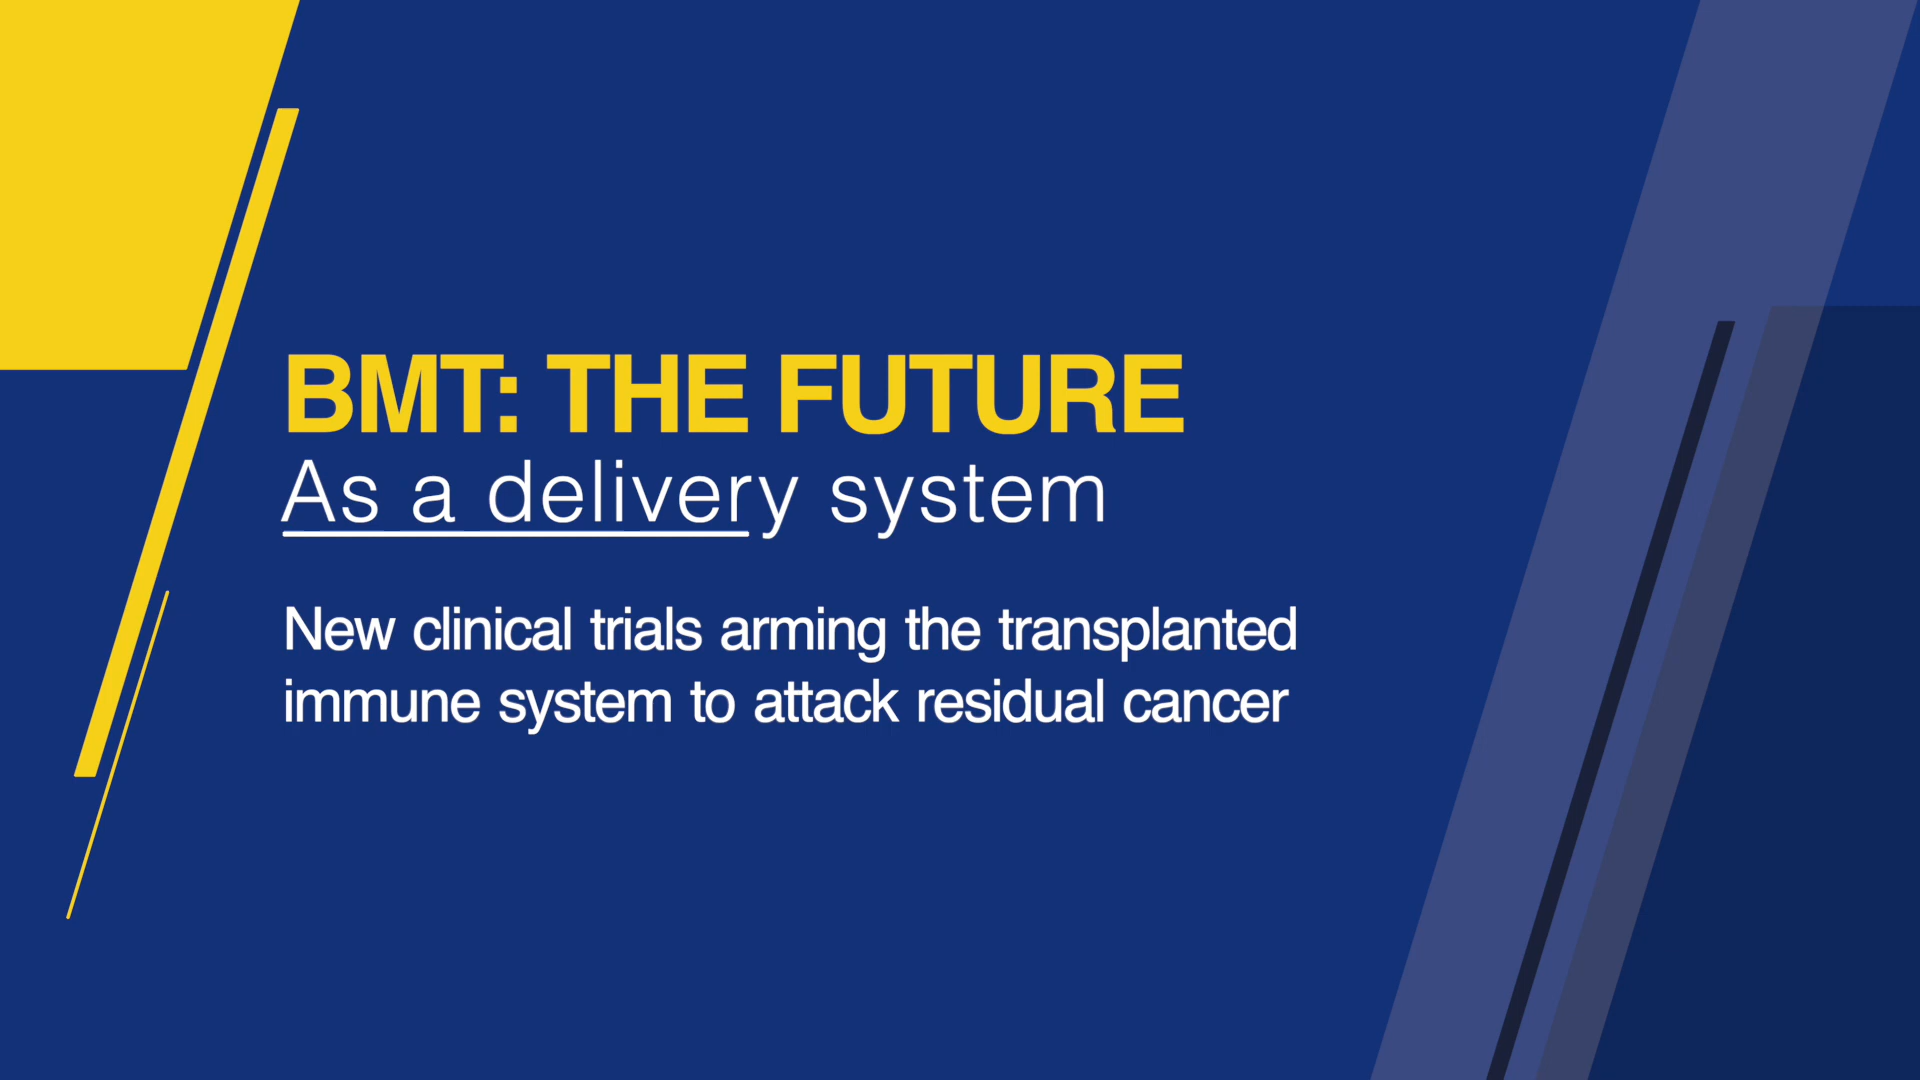 BMT: THE FUTURE
As a delivery system
New clinical trials arming the transplanted
immune system to attack residual cancer